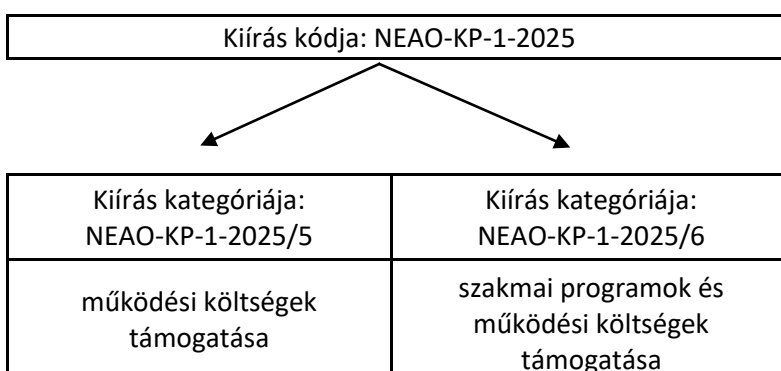 Kiírás kódja: NEAO-KP-1-2025
Kiírás kategóriája:
NEAO-KP-1-2025/5
Kiírás kategóriája:
NEAO-KP-1-2025/6
működési költségek
támogatása
szakmai programok és
működési költségek
támogatása